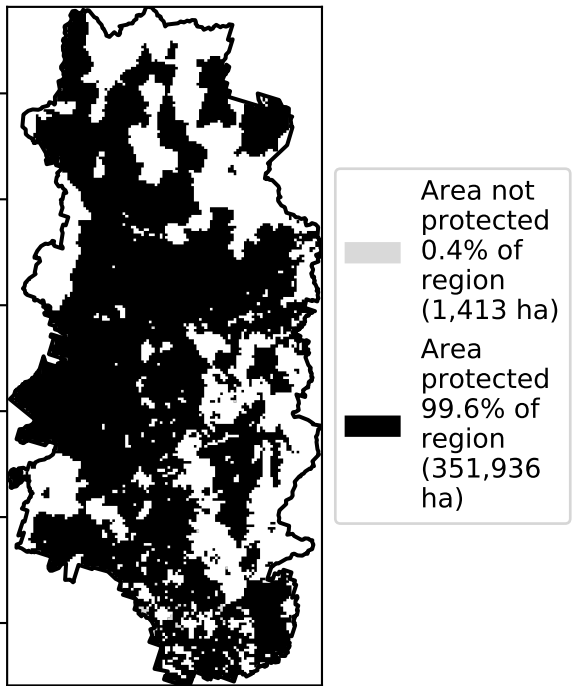 Area not
protected
0.4% of
region
(1,413 ha)
Area
protected
99.6% of
region
(351,936
ha)